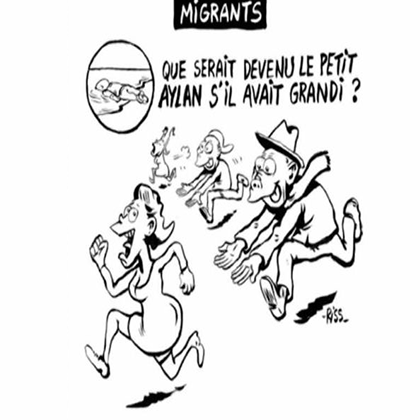 MIGRANTS
QUE SERAIT DEVENU LE PETIT
AYLAN S'IL AVAIT GRANDI ?
-RISS-